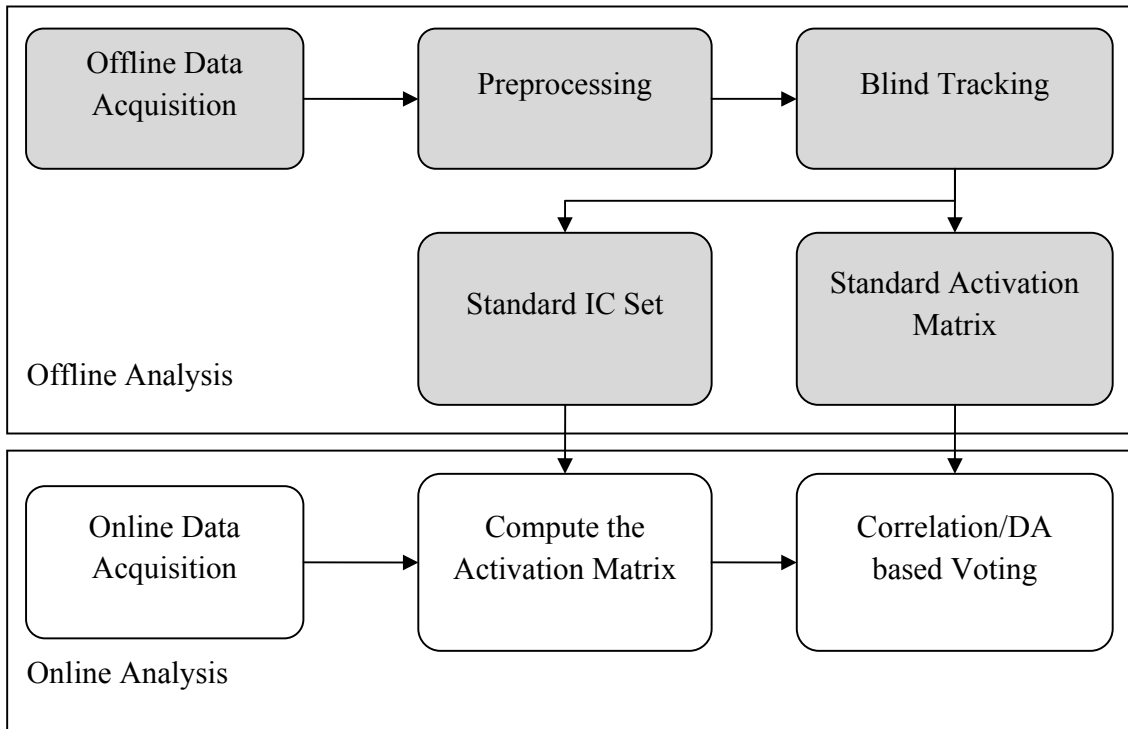 Offline Data
Acquisition
Preprocessing
Blind Tracking
Standard IC Set
Standard Activation
Matrix
Offline Analysis
Online Data
Acquisition
Compute the
Activation Matrix
Correlation/DA
based Voting
Online Analysis